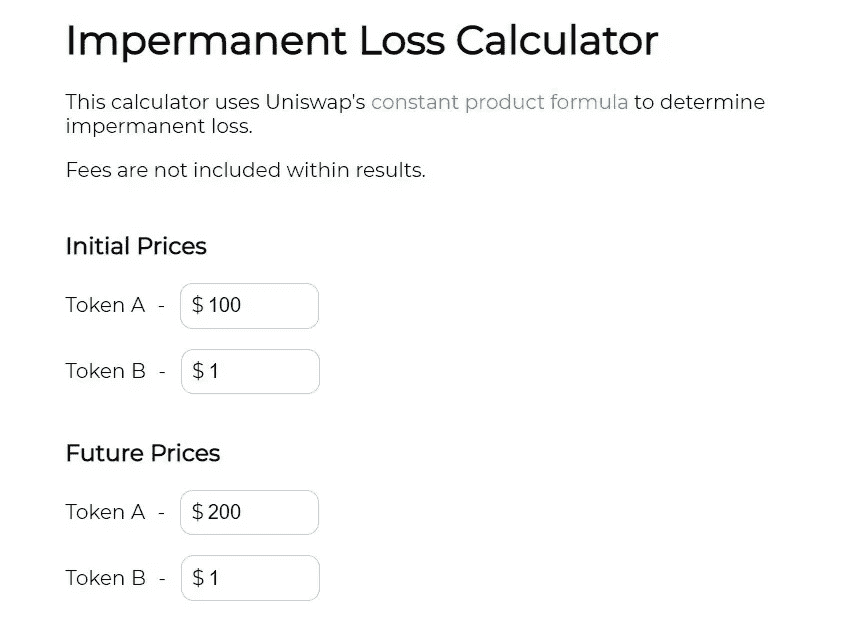 Impermanent Loss Calculator
This calculator uses Uniswap's constant product formula to determine
impermanent loss.
Fees are not included within results.
Initial Prices
Token A - $ 100
Token B - $ 1
Future Prices
Token A - $ 200
Token B - $ 1